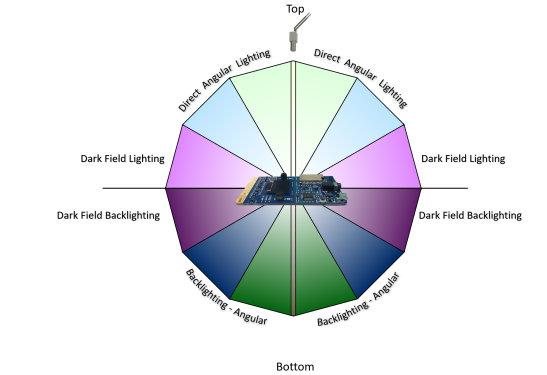 Top
Direct Angular Lighting
Direct Angular Lighting
Dark Field Lighting
Dark Field Lighting
Dark Field Backlighting
Dark Field Backlighting
Backlighting - Angular
Backlighting - Angular
Bottom